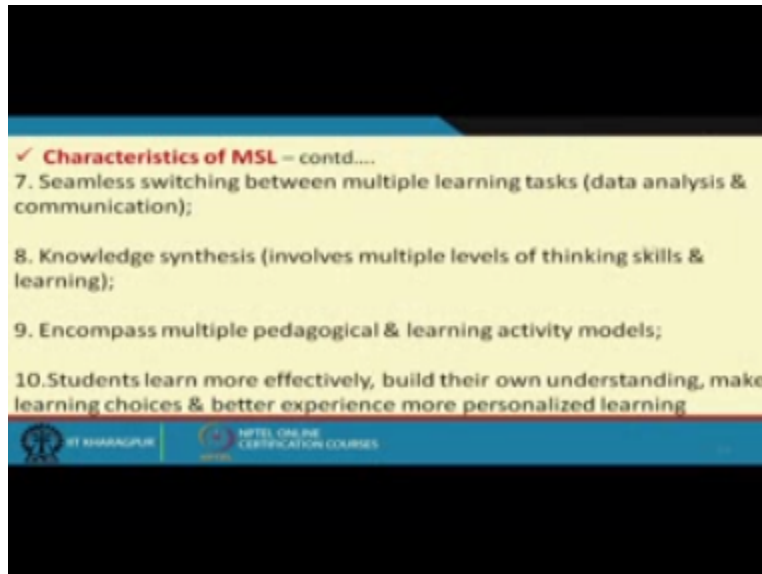 ✓ Characteristics of MSL – contd....
7. Seamless switching between multiple learning tasks (data analysis &
communication);
8. Knowledge synthesis (involves multiple levels of thinking skills &
learning);
9. Encompass multiple pedagogical & learning activity models;
10.Students learn more effectively, build their own understanding, make
learning choices & better experience more personalized learning
IIT KHARAGPUR
NPTEL ONLINE
CERTIFICATION COURSES
NPTEL